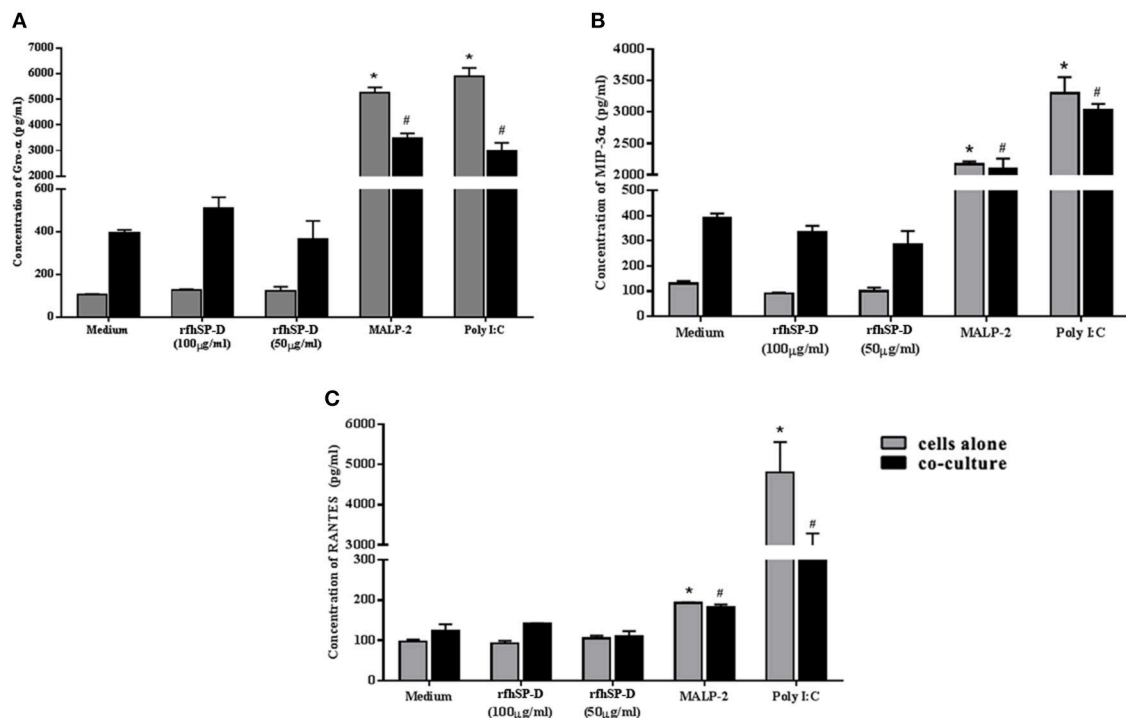 A
Concentration of Gro-α (pg/ml)
8000
7000
6000
5000
4000
3000
2000
600
400
200
0
*
#
*
#
Medium
rfhSP-D
(100μg/ml)
rfhSP-D
(50μg/ml)
MALP-2
Poly I:C
B
Concentration of MIP-3α (pg/ml)
4000
3500
3000
2500
2000
500
400
300
200
100
0
*
#
*
#
Medium
rfhSP-D
(100μg/ml)
rfhSP-D
(50μg/ml)
MALP-2
Poly I:C
C
Concentration of RANTES (pg/ml)
6000
5000
4000
3000
300
200
100
0
*
#
*
#
Medium
rfhSP-D
(100μg/ml)
rfhSP-D
(50μg/ml)
MALP-2
Poly I:C
cells alone
co-culture